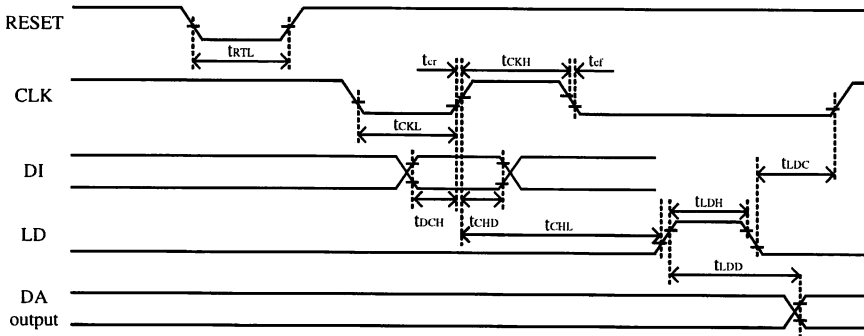 RESET
tRTL
tcr
tCKH
tcf
CLK
tCKL
DI
tLDC
tDCH
tCHD
tLDH
LD
tCHL
tLDD
DA
output